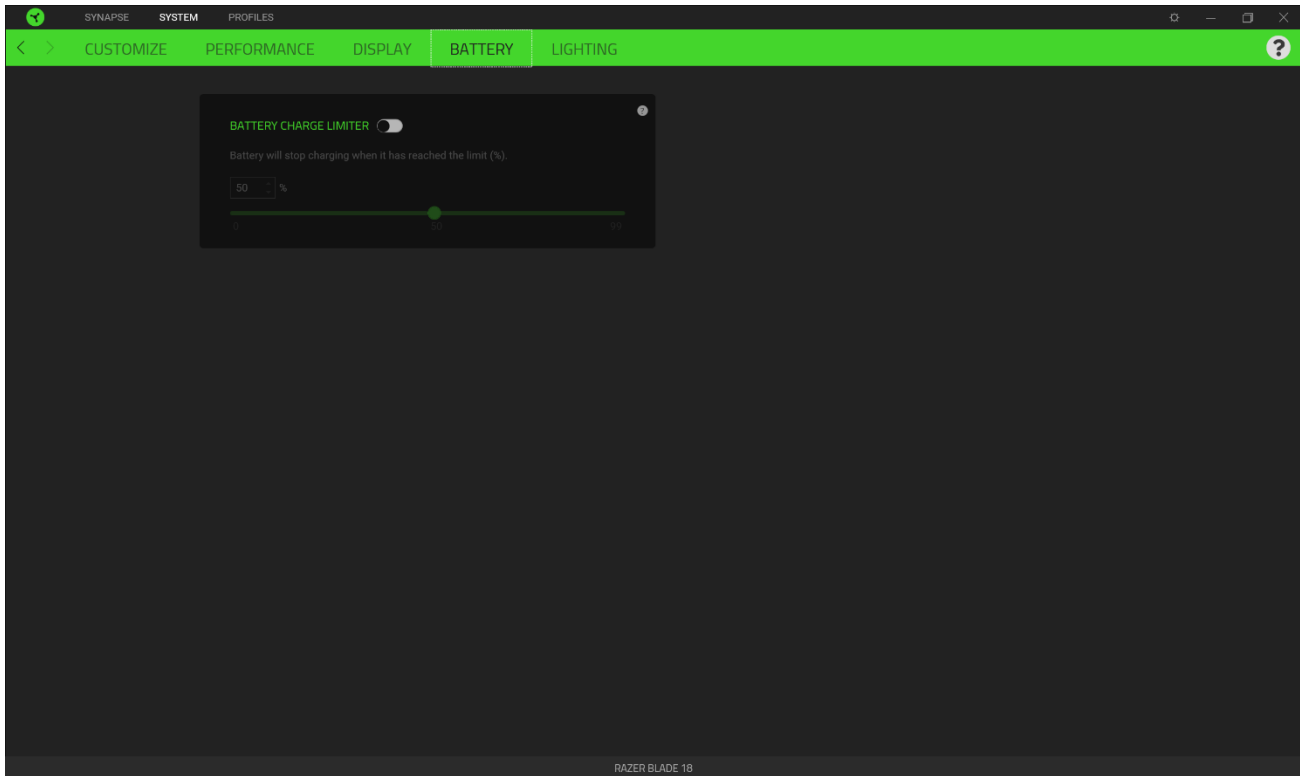 SYNAPSE SYSTEM PROFILES
CUSTOMIZE PERFORMANCE DISPLAY BATTERY LIGHTING ?
BATTERY CHARGE LIMITER ?
Battery will stop charging when it has reached the limit (%).
50 %
0 50 99
RAZER BLADE 18